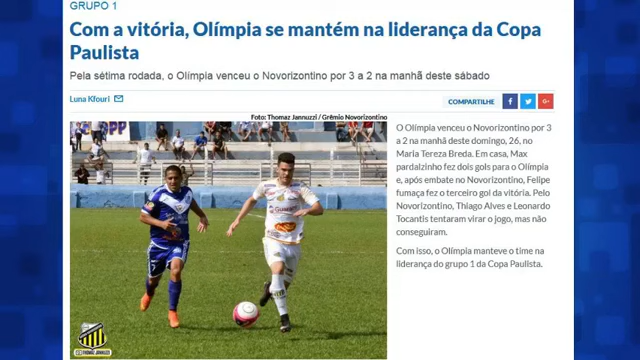 GRUPO 1
Com a vitória, Olímpia se mantém na liderança da Copa
Paulista
Pela sétima rodada, o Olímpia venceu o Novorizontino por 3 a 2 na manhã deste sábado
Luna Kfouri
COMPARTILHE
Foto: Thomaz Jannuzzi / Grêmio Novorizontino
O Olímpia venceu o Novorizontino por 3
a 2 na manhã deste domingo, 26, no
Maria Tereza Breda. Em casa, Max
pardalzinho fez dois gols para o Olímpia
e, após embate no Novorizontino, Felipe
fumaça fez o terceiro gol da vitória. Pelo
Novorizontino, Thiago Alves e Leonardo
Tocantis tentaram virar o jogo, mas não
conseguiram.
Com isso, o Olímpia manteve o time na
liderança do grupo 1 da Copa Paulista.
THOMAZ JANNUZZI